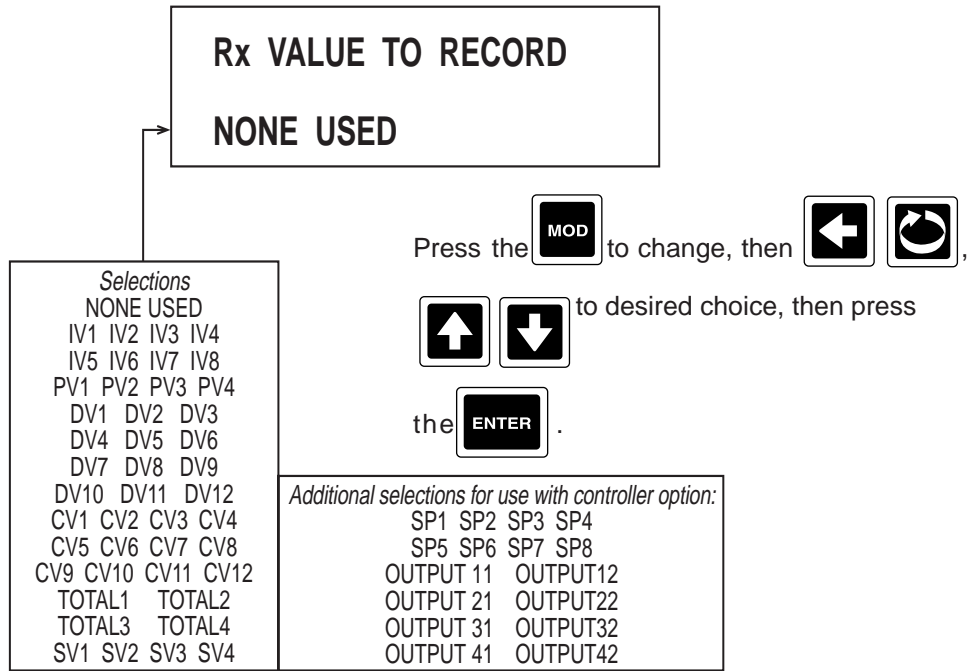 Rx VALUE TO RECORD
NONE USED
Press the MOD to change, then ,
to desired choice, then press
the ENTER .
Selections
NONE USED
IV1 IV2 IV3 IV4
IV5 IV6 IV7 IV8
PV1 PV2 PV3 PV4
DV1 DV2 DV3
DV4 DV5 DV6
DV7 DV8 DV9
DV10 DV11 DV12
CV1 CV2 CV3 CV4
CV5 CV6 CV7 CV8
CV9 CV10 CV11 CV12
TOTAL1 TOTAL2
TOTAL3 TOTAL4
SV1 SV2 SV3 SV4
Additional selections for use with controller option:
SP1 SP2 SP3 SP4
SP5 SP6 SP7 SP8
OUTPUT 11 OUTPUT12
OUTPUT 21 OUTPUT22
OUTPUT 31 OUTPUT32
OUTPUT 41 OUTPUT42